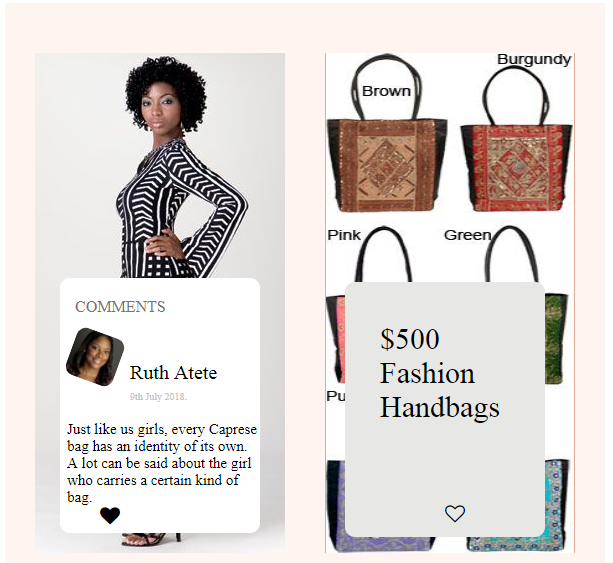 COMMENTS
Ruth Atete
9th July 2018.
Just like us girls, every Caprese
bag has an identity of its own.
A lot can be said about the girl
who carries a certain kind of
bag.
Burgundy
Brown
Pink
Green
Pu
$500
Fashion
Handbags